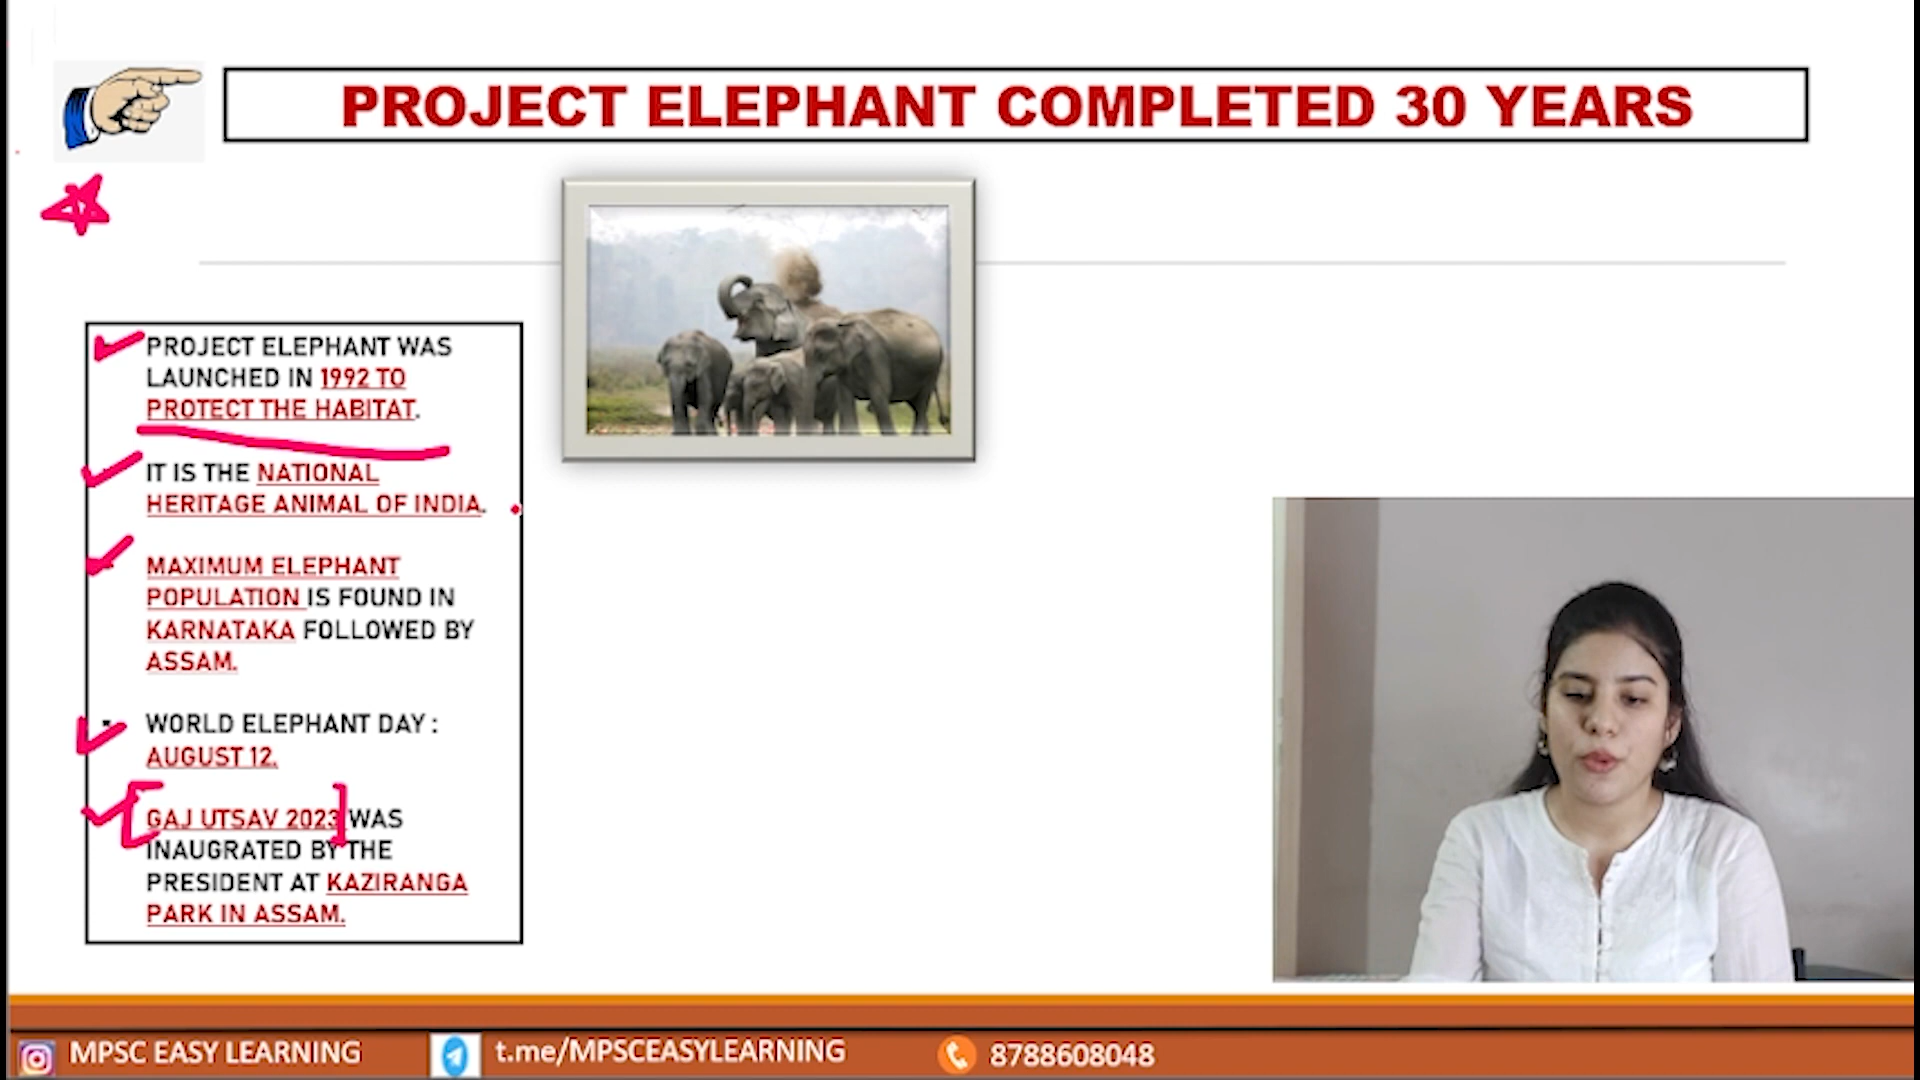 PROJECT ELEPHANT COMPLETED 30 YEARS
PROJECT ELEPHANT WAS
LAUNCHED IN 1992 TO
PROTECT THE HABITAT.
IT IS THE NATIONAL
HERITAGE ANIMAL OF INDIA.
MAXIMUM ELEPHANT
POPULATION IS FOUND IN
KARNATAKA FOLLOWED BY
ASSAM.
WORLD ELEPHANT DAY :
AUGUST 12.
GAJ UTSAV 2023 WAS
INAUGRATED BY THE
PRESIDENT AT KAZIRANGA
PARK IN ASSAM.
MPSC EASY LEARNING
t.me/MPSCEASYLEARNING
8788608048